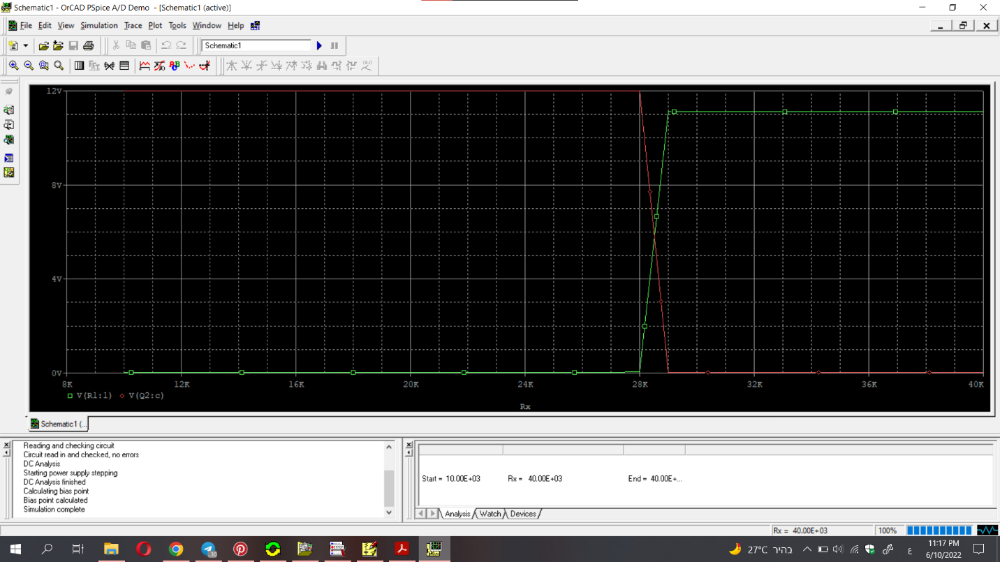 Schematic1 - OrCAD PSpice A/D Demo - [Schematic1 (active)]
File Edit View Simulation Trace Plot Tools Window Help
Schematic1
12V
8V
4V
0V
8K 12K 16K 20K 24K 28K 32K 36K 40K
V(R1:1) V(Q2:c)
Rx
Schematic1 (...
Reading and checking circuit
Circuit read in and checked, no errors
DC Analysis
Starting power supply stepping
DC Analysis finished
Calculating bias point
Bias point calculated
Simulation complete
Start = 10.00E+03 Rx = 40.00E+03 End = 40.00E+...
Analysis Watch Devices
Rx = 40.00E+03 100%
30
27°C בהיר
ع
11:17 PM
6/10/2022